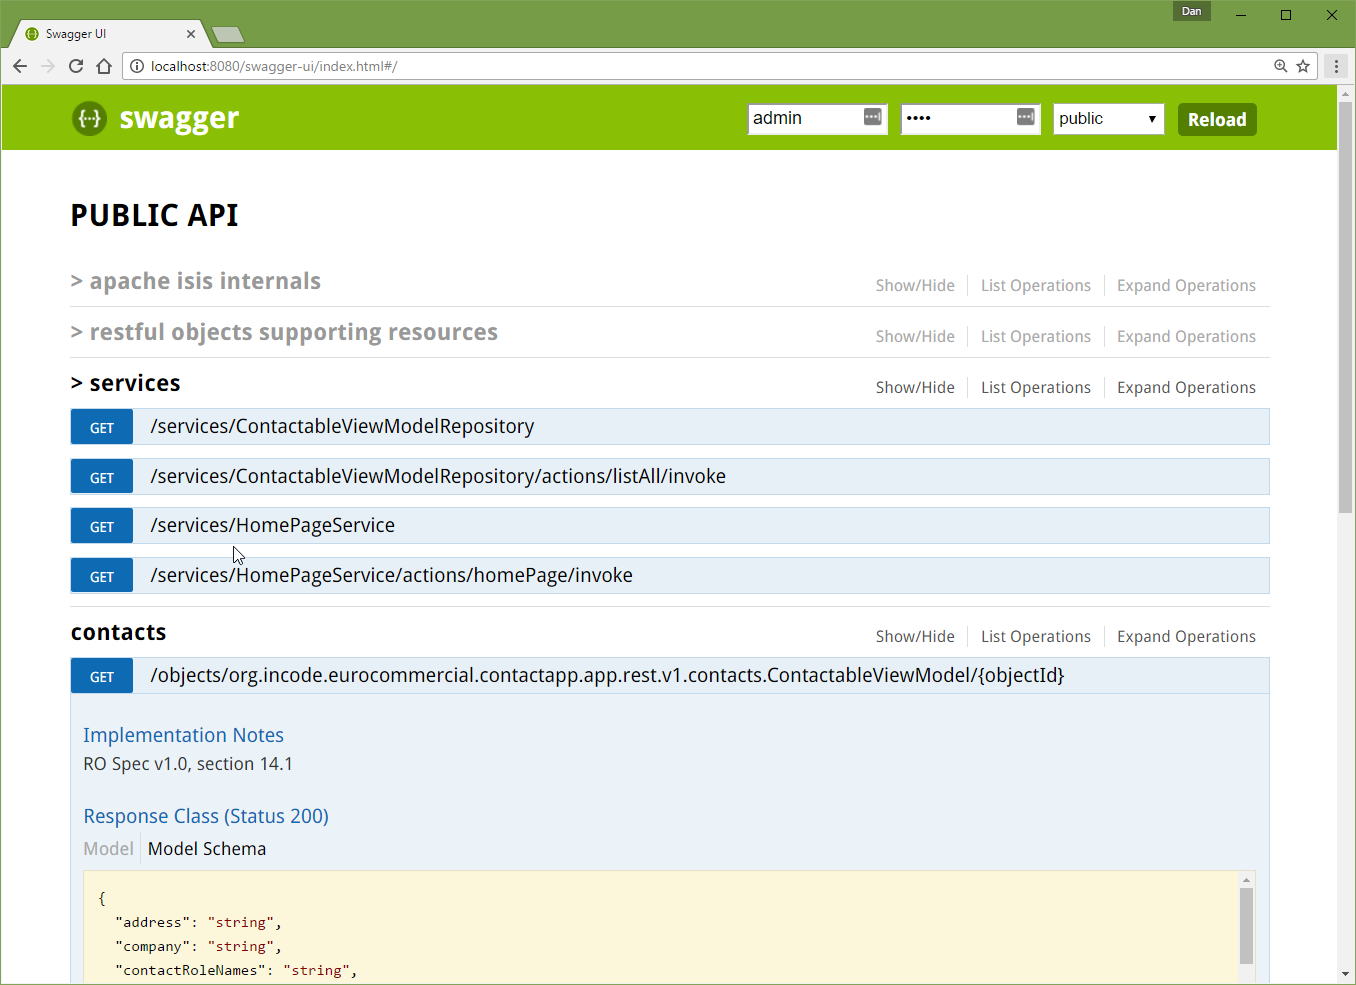 Dan
Swagger UI
localhost:8080/swagger-ui/index.html#/
{···} swagger admin •••• public Reload
PUBLIC API
> apache isis internals Show/Hide List Operations Expand Operations
> restful objects supporting resources Show/Hide List Operations Expand Operations
> services Show/Hide List Operations Expand Operations
GET /services/ContactableViewModelRepository
GET /services/ContactableViewModelRepository/actions/listAll/invoke
GET /services/HomePageService
GET /services/HomePageService/actions/homePage/invoke
contacts Show/Hide List Operations Expand Operations
GET /objects/org.incode.eurocommercial.contactapp.app.rest.v1.contacts.ContactableViewModel/{objectId}
Implementation Notes
RO Spec v1.0, section 14.1
Response Class (Status 200)
Model Model Schema
{
"address": "string",
"company": "string",
"contactRoleNames": "string",